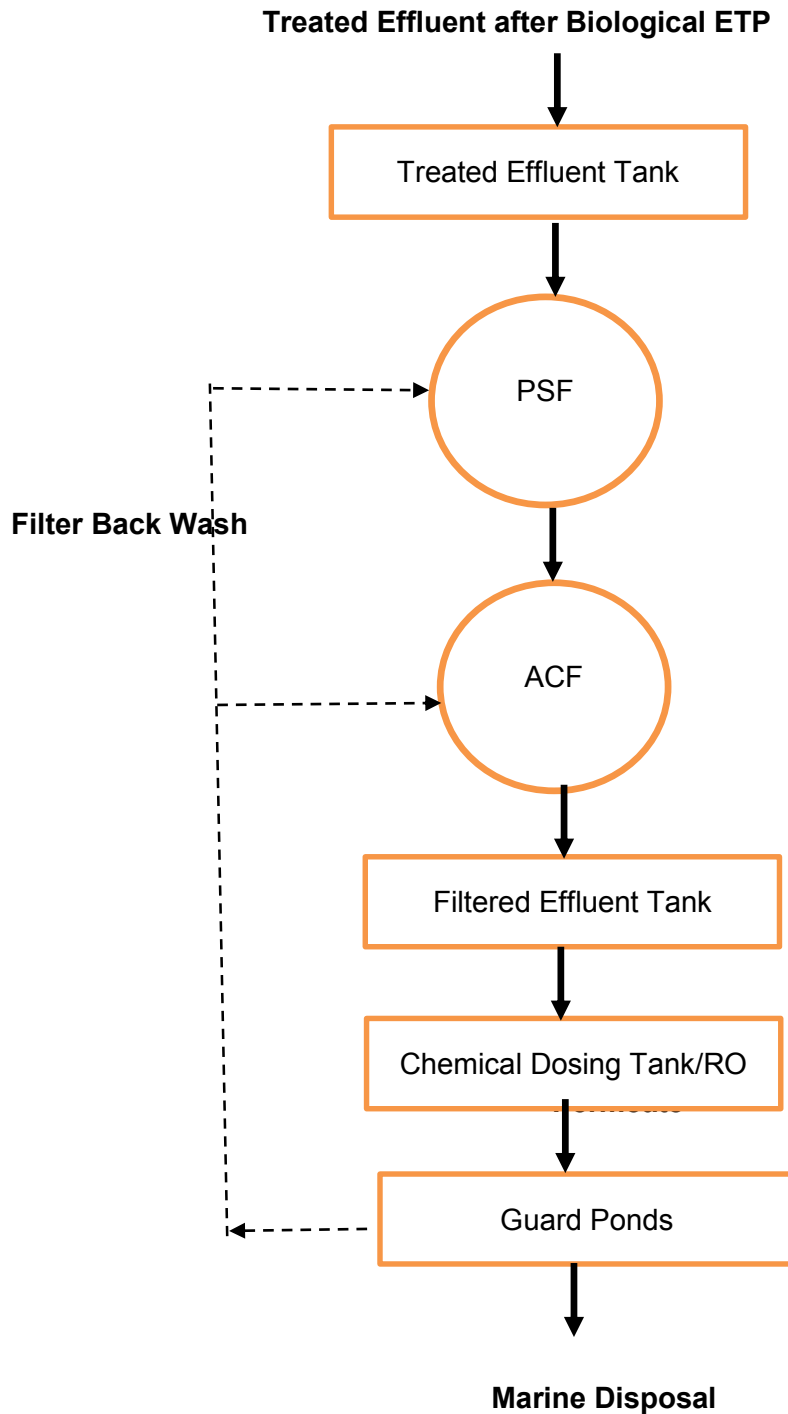 Treated Effluent after Biological ETP
Treated Effluent Tank
PSF
Filter Back Wash
ACF
Filtered Effluent Tank
Chemical Dosing Tank/RO
Guard Ponds
Marine Disposal